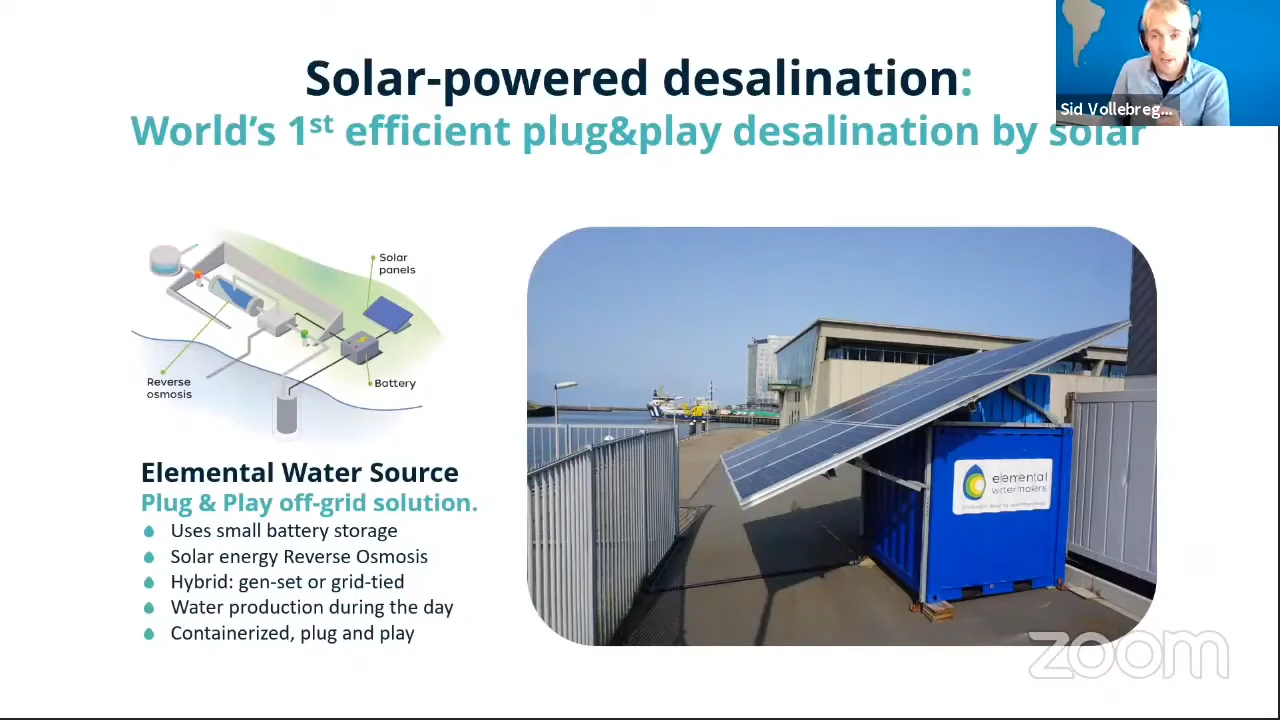 Solar-powered desalination:
World's 1st efficient plug&play desalination by solar
Sid Vollebreg...
Solar
panels
Reverse
osmosis
Battery
Elemental Water Source
Plug & Play off-grid solution.
Uses small battery storage
Solar energy Reverse Osmosis
Hybrid: gen-set or grid-tied
Water production during the day
Containerized, plug and play
elemental
watermakers
zoom